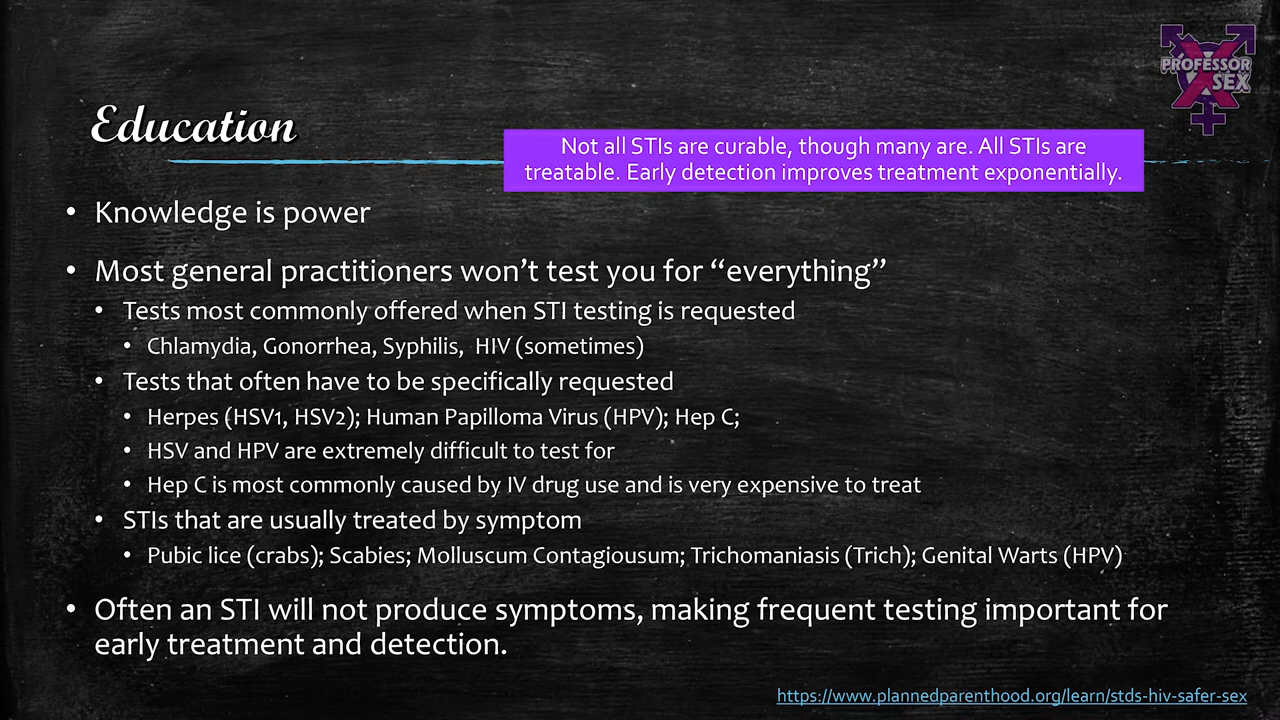 PROFESSOR
SEX
Education
Not all STIs are curable, though many are. All STIs are
treatable. Early detection improves treatment exponentially.
• Knowledge is power
• Most general practitioners won’t test you for “everything”
• Tests most commonly offered when STI testing is requested
• Chlamydia, Gonorrhea, Syphilis,  HIV (sometimes)
• Tests that often have to be specifically requested
• Herpes (HSV1, HSV2); Human Papilloma Virus (HPV); Hep C;
• HSV and HPV are extremely difficult to test for
• Hep C is most commonly caused by IV drug use and is very expensive to treat
• STIs that are usually treated by symptom
• Pubic lice (crabs); Scabies; Molluscum Contagiousum; Trichomaniasis (Trich); Genital Warts (HPV)
• Often an STI will not produce symptoms, making frequent testing important for
early treatment and detection.
https://www.plannedparenthood.org/learn/stds-hiv-safer-sex